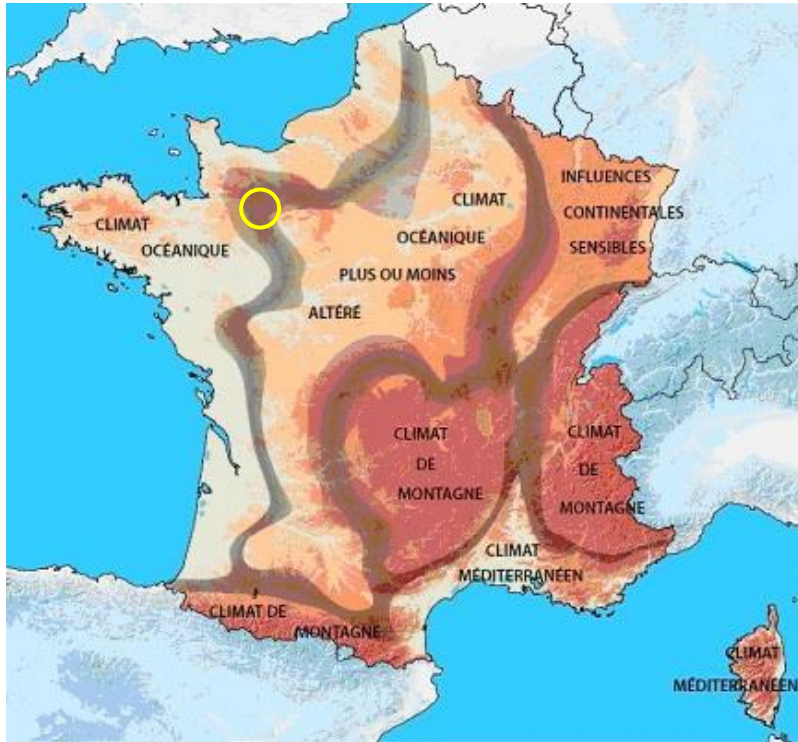 INFLUENCES
CONTINENTALES
SENSIBLES
CLIMAT
OCÉANIQUE
CLIMAT
OCÉANIQUE
PLUS OU MOINS
ALTÉRÉ
CLIMAT
DE
MONTAGNE
CLIMAT
DE
MONTAGNE
CLIMAT
MÉDITERRANÉEN
CLIMAT DE
MONTAGNE
CLIMAT
MÉDITERRANÉEN